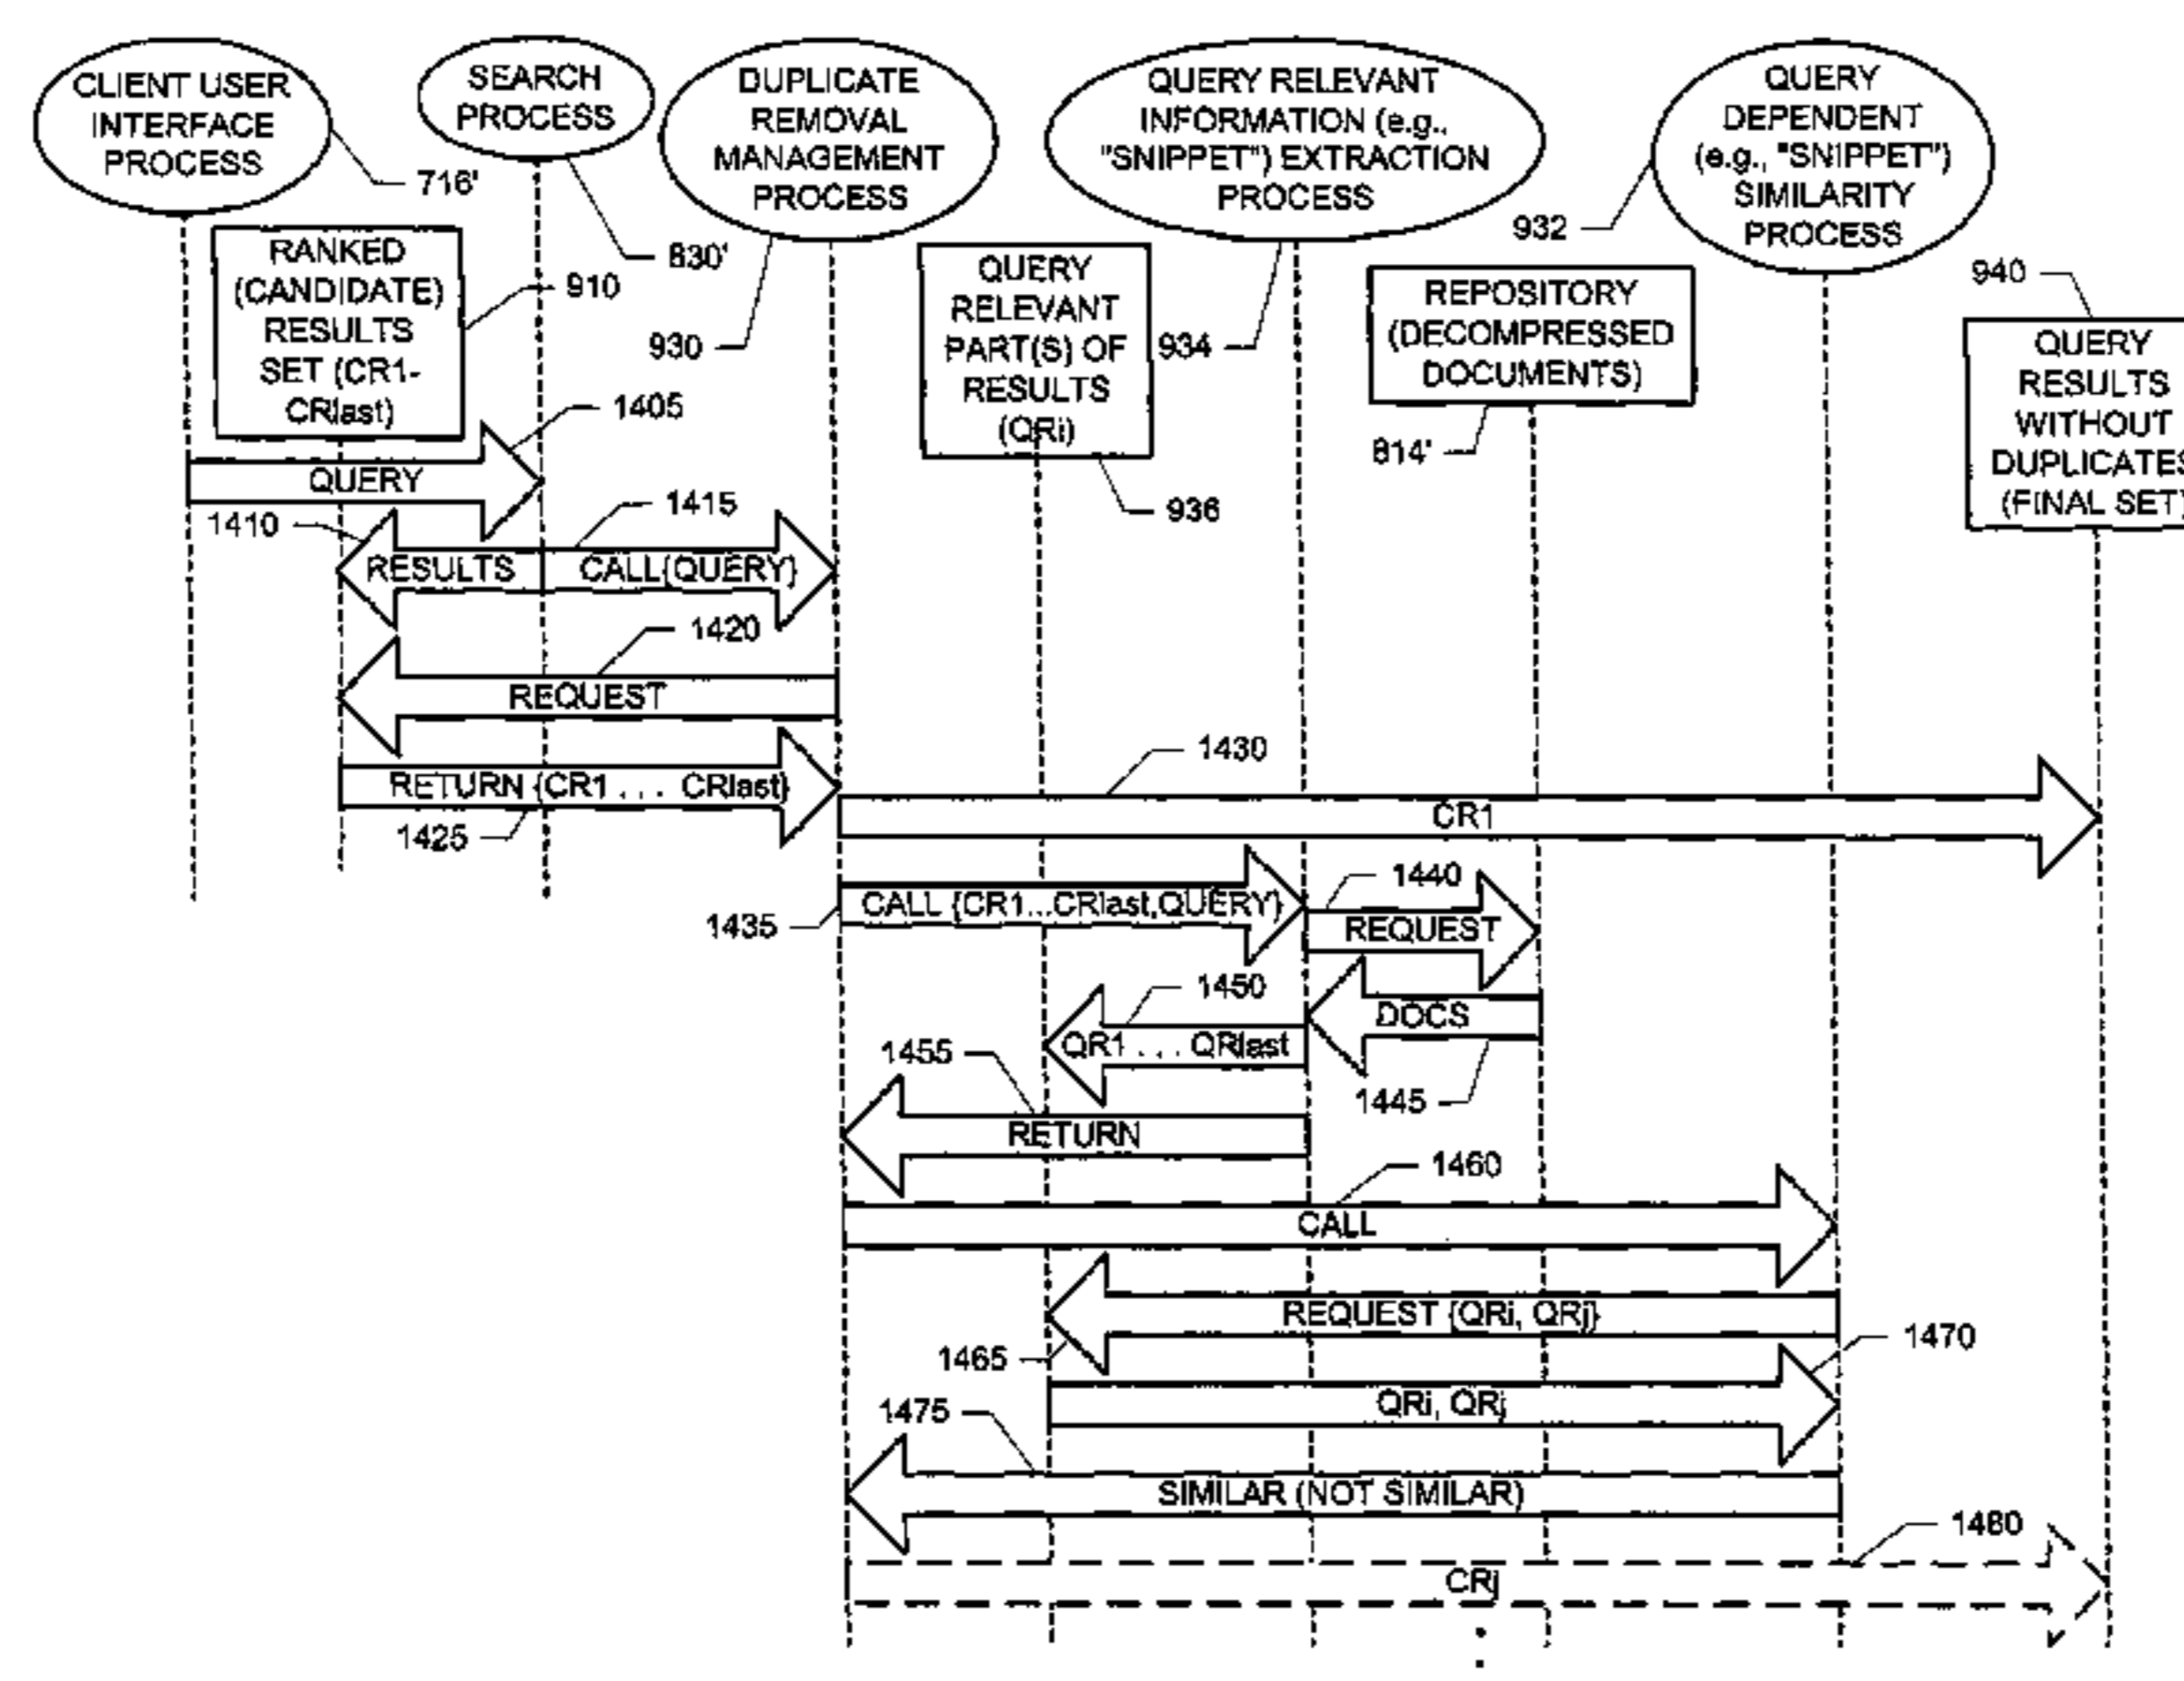 CLIENT USER
INTERFACE
PROCESS
716'
SEARCH
PROCESS
830'
DUPLICATE
REMOVAL
MANAGEMENT
PROCESS
930
QUERY RELEVANT
INFORMATION (e.g.,
"SNIPPET") EXTRACTION
PROCESS
934
QUERY
DEPENDENT
(e.g., "SNIPPET")
SIMILARITY
PROCESS
932
RANKED
(CANDIDATE)
RESULTS
SET (CR1-
CRlast)
910
QUERY
RELEVANT
PART(S) OF
RESULTS
(QRi)
936
REPOSITORY
(DECOMPRESSED
DOCUMENTS)
814'
940
QUERY
RESULTS
WITHOUT
DUPLICATES
(FINAL SET)
1405
QUERY
1410
1415
RESULTS
CALL{QUERY}
1420
REQUEST
RETURN {CR1 . . . CRlast}
1425
1430
CR1
CALL {CR1...CRlast,QUERY}
1435
1440
REQUEST
1450
DOCS
QR1 . . . QRlast
1445
1455
RETURN
1460
CALL
REQUEST {QRi, QRj}
1465
1470
QRi, QRj
1475
SIMILAR (NOT SIMILAR)
1480
CRj